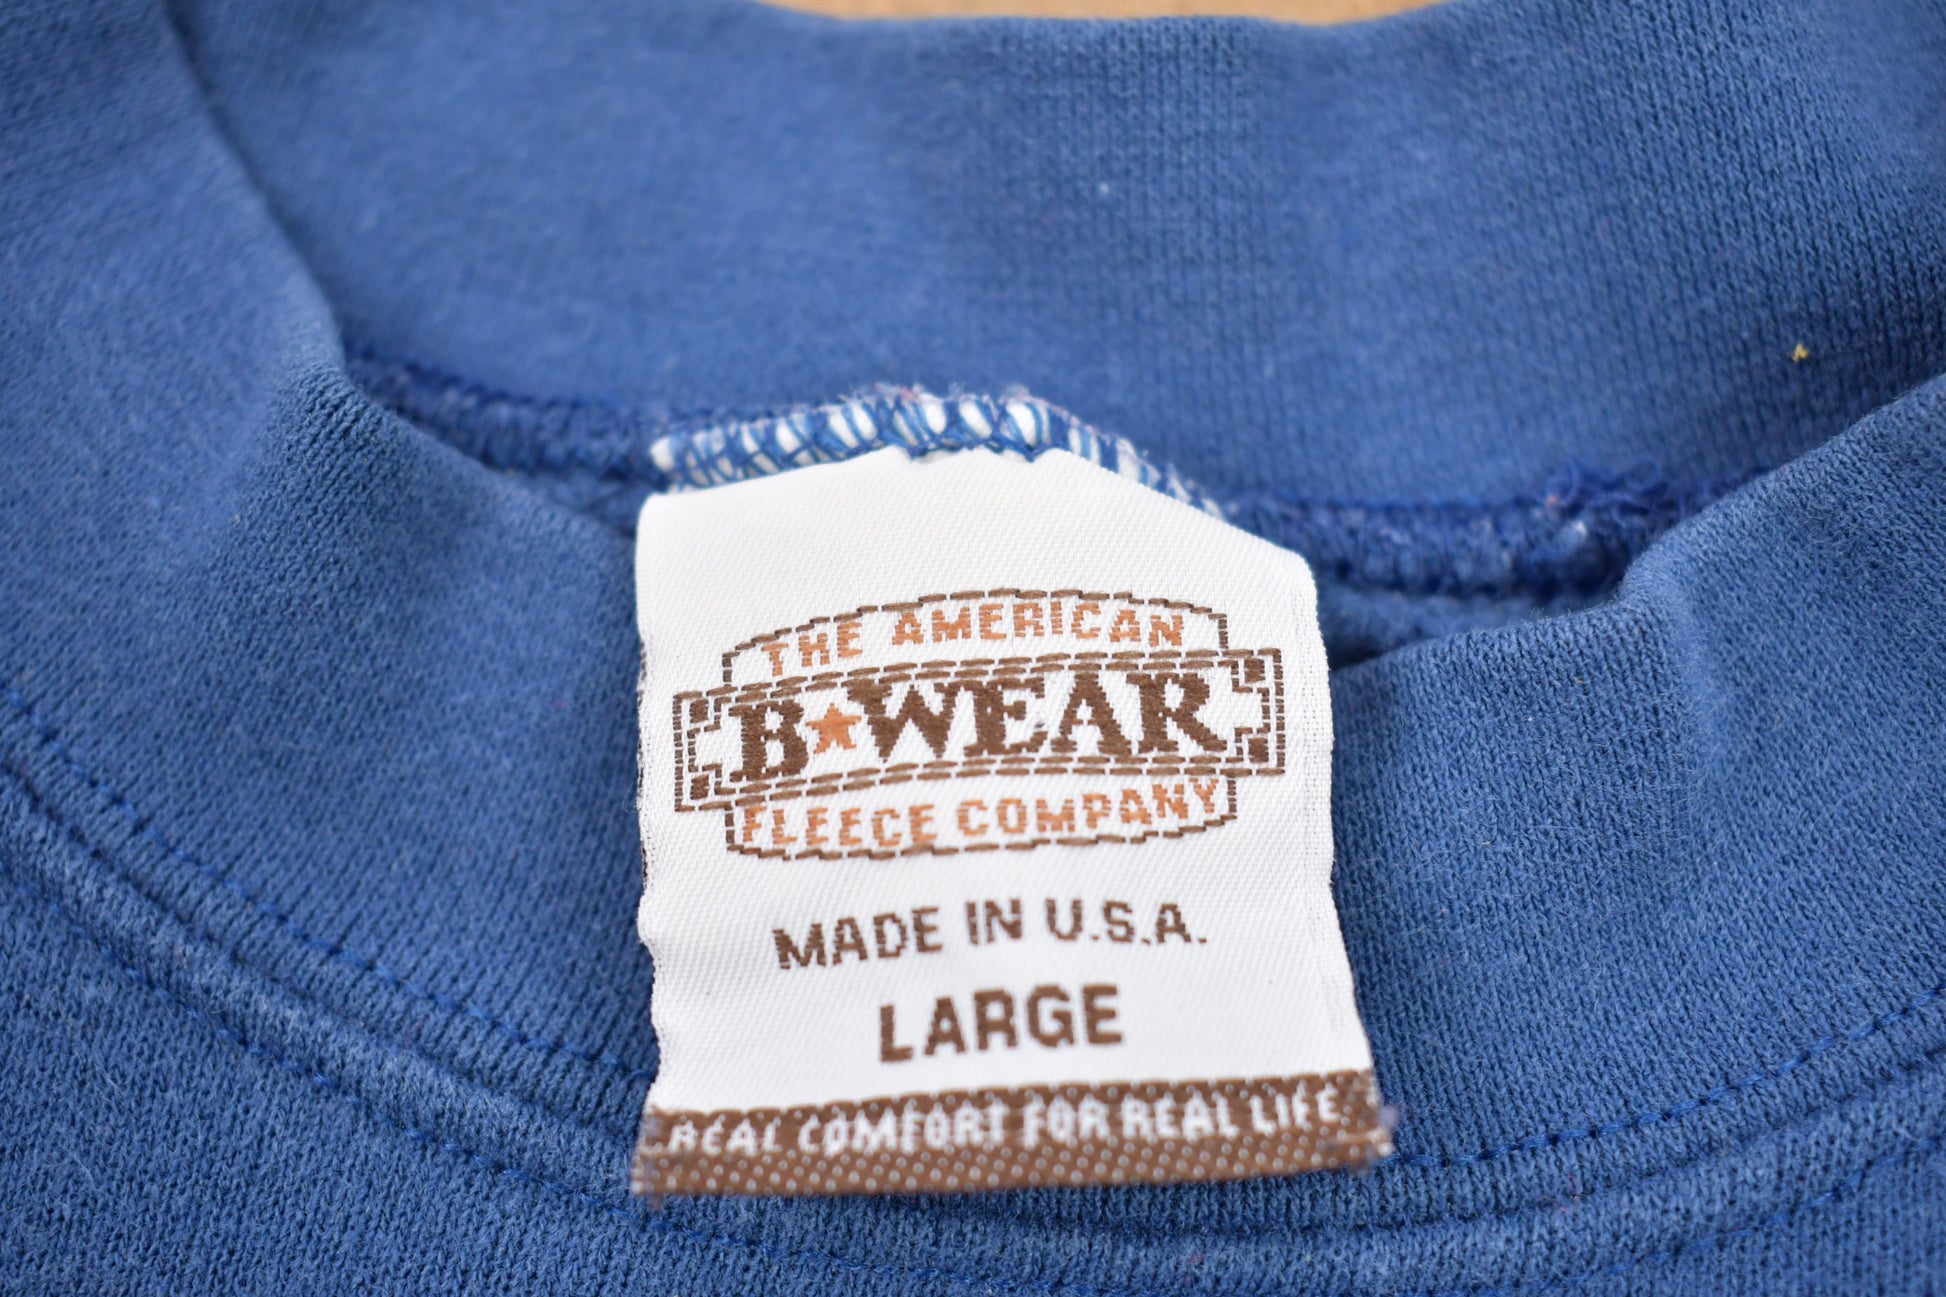 THE AMERICAN
B★WEAR
FLEECE COMPANY
MADE IN U.S.A.
LARGE
REAL COMFORT FOR REAL LIFE